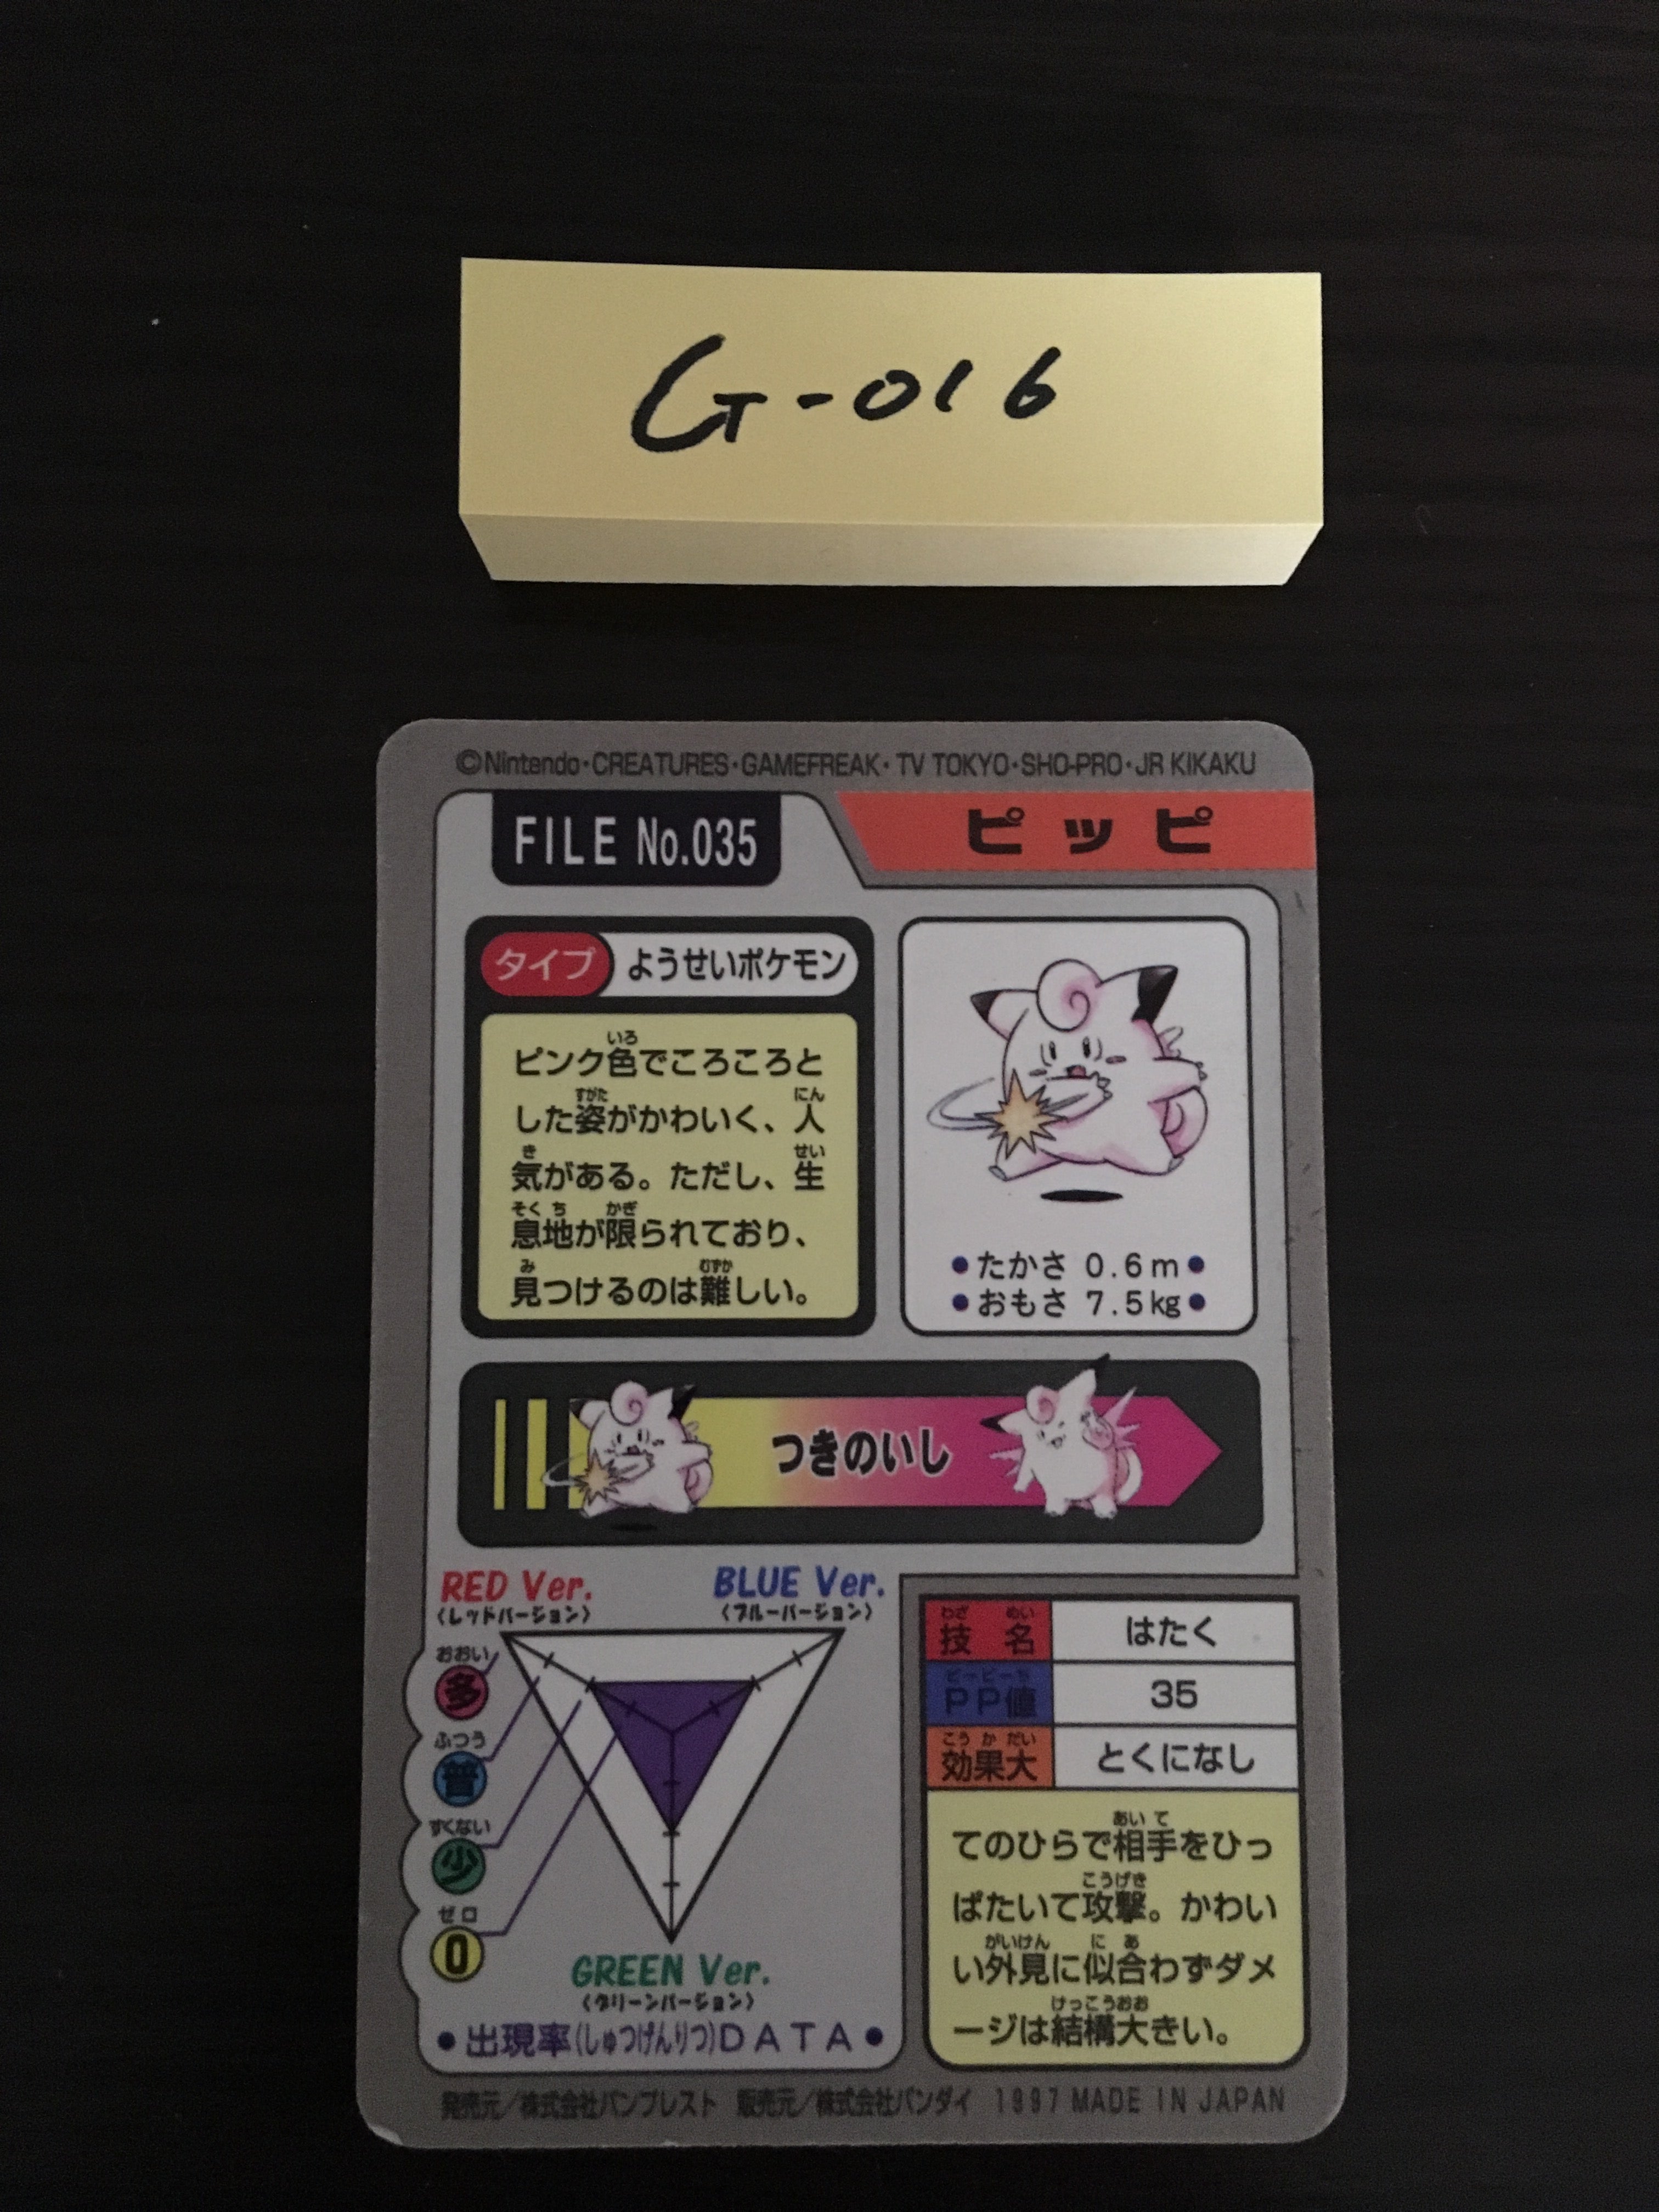 G-016
©Nintendo・CREATURES・GAMEFREAK・TV TOKYO・SHO-PRO・JR KIKAKU
FILE No.035
ピッピ
タイプ ようせいポケモン
ピンク色でころころと
した姿がかわいく、人
気がある。ただし、生
息地が限られており、
見つけるのは難しい。
●たかさ 0.6m●
●おもさ 7.5kg●
つきのいし
RED Ver.
〈レッドバージョン〉
BLUE Ver.
〈ブルーバージョン〉
おおい
多
ふつう
普
すくない
少
ゼロ
0
GREEN Ver.
〈グリーンバージョン〉
●出現率(しゅつげんりつ)DATA●
技名 はたく
PP値 35
効果大 とくになし
てのひらで相手をひっ
ぱたいて攻撃。かわい
い外見に似合わずダメ
ージは結構大きい。
発売元／株式会社バンプレスト 販売元／株式会社バンダイ 1997 MADE IN JAPAN